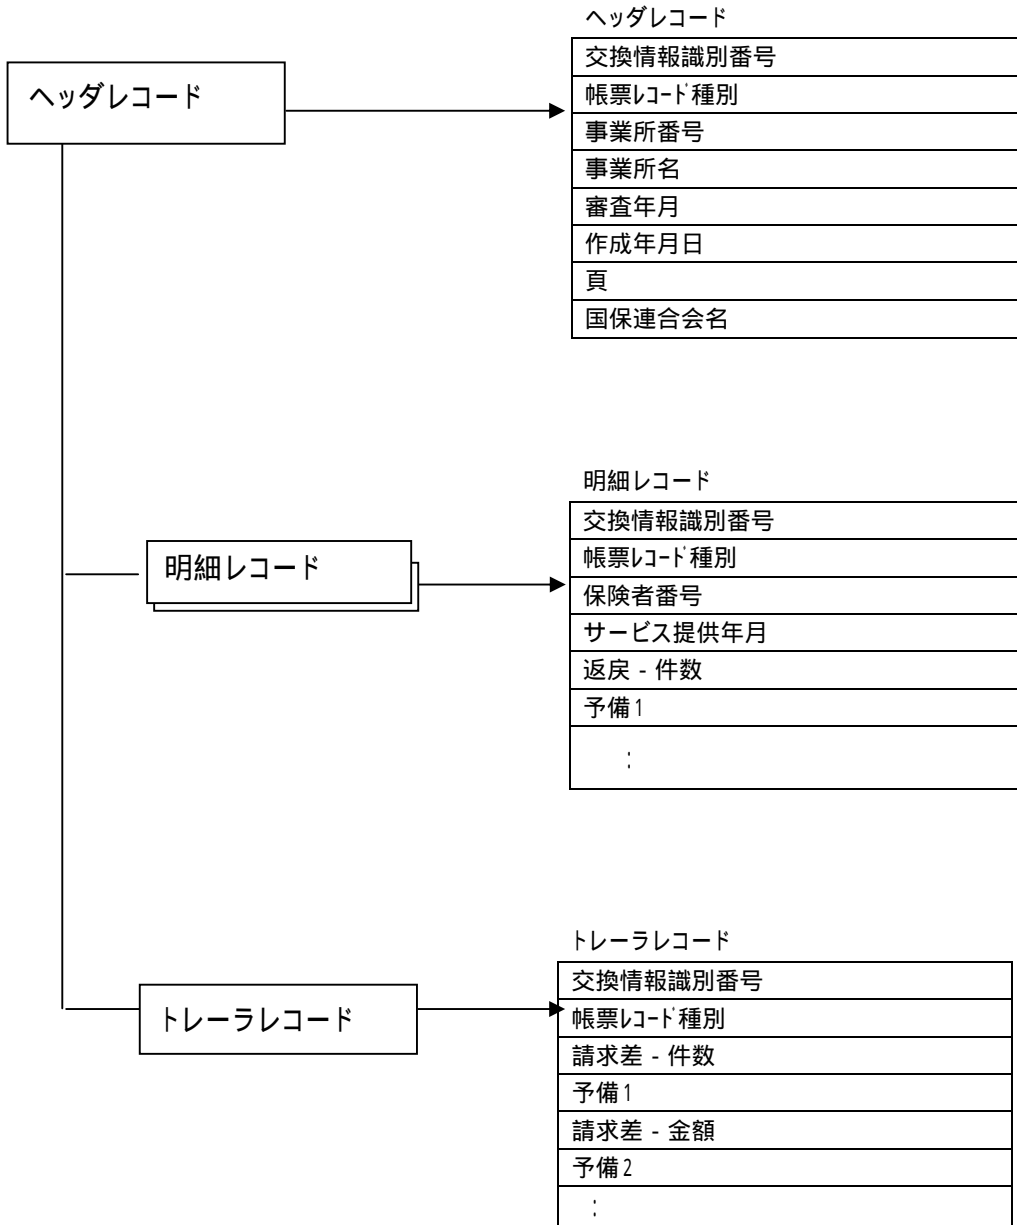 ヘッダレコード
ヘッダレコード
交換情報識別番号
帳票ﾚｺｰﾄﾞ種別
事業所番号
事業所名
審査年月
作成年月日
頁
国保連合会名
明細レコード
明細レコード
交換情報識別番号
帳票ﾚｺｰﾄﾞ種別
保険者番号
サービス提供年月
返戻‐件数
予備1
:
トレーラレコード
トレーラレコード
交換情報識別番号
帳票ﾚｺｰﾄﾞ種別
請求差‐件数
予備1
請求差‐金額
予備2
: